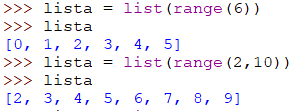 >>> lista = list(range(6))
>>> lista
[0, 1, 2, 3, 4, 5]
>>> lista = list(range(2,10))
>>> lista
[2, 3, 4, 5, 6, 7, 8, 9]